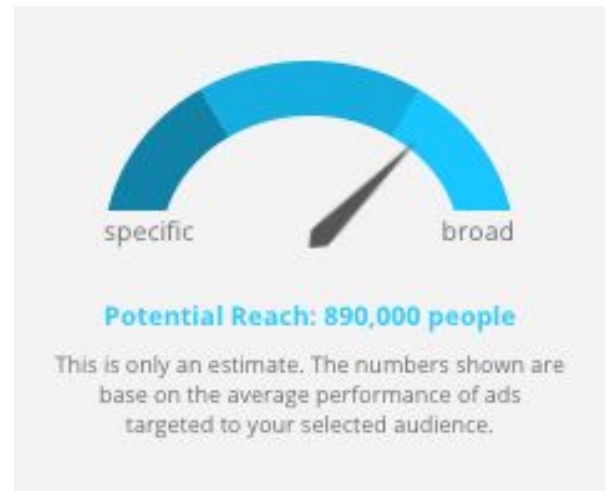 specific
broad
Potential Reach: 890,000 people
This is only an estimate. The numbers shown are
base on the average performance of ads
targeted to your selected audience.